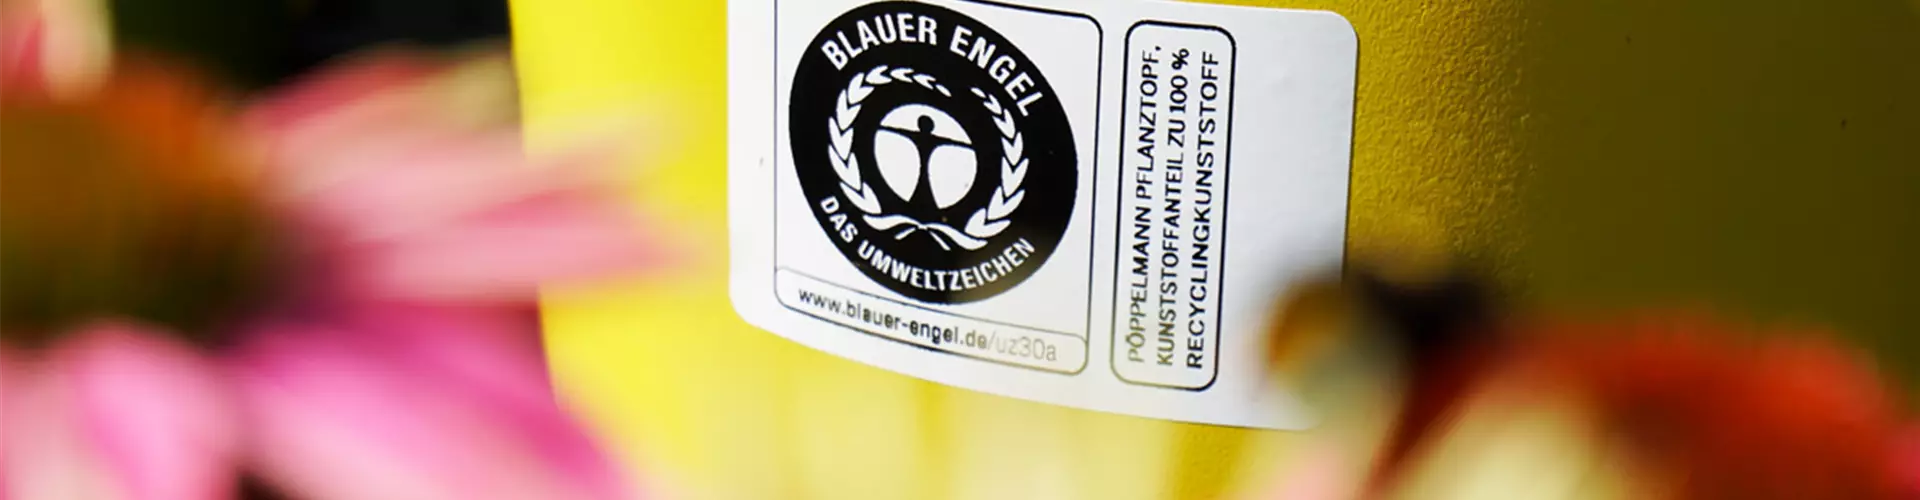 BLAUER ENGEL
DAS UMWELTZEICHEN
www.blauer-engel.de/uz30a
PÖPPELMANN PFLANZTOPF,
KUNSTSTOFFANTEIL ZU 100 %
RECYCLINGKUNSTSTOFF